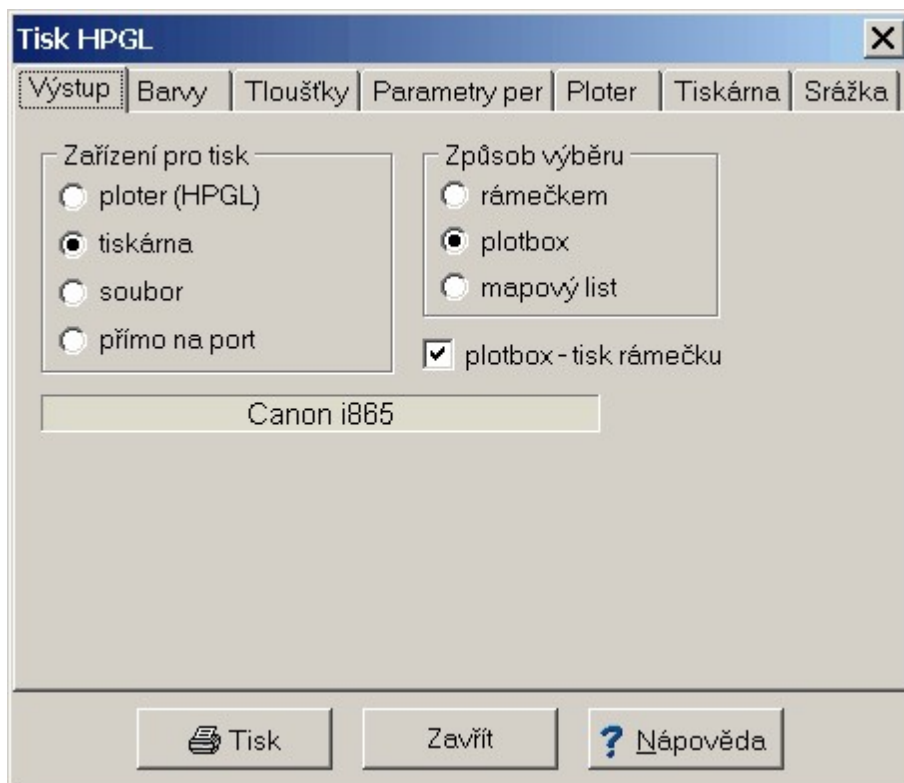 Tisk HPGL
Výstup Barvy Tloušťky Parametry per Ploter Tiskárna Srážka
Zařízení pro tisk
ploter (HPGL)
tiskárna
soubor
přímo na port
Způsob výběru
rámečkem
plotbox
mapový list
plotbox - tisk rámečku
Canon i865
Tisk Zavřít ? Nápověda